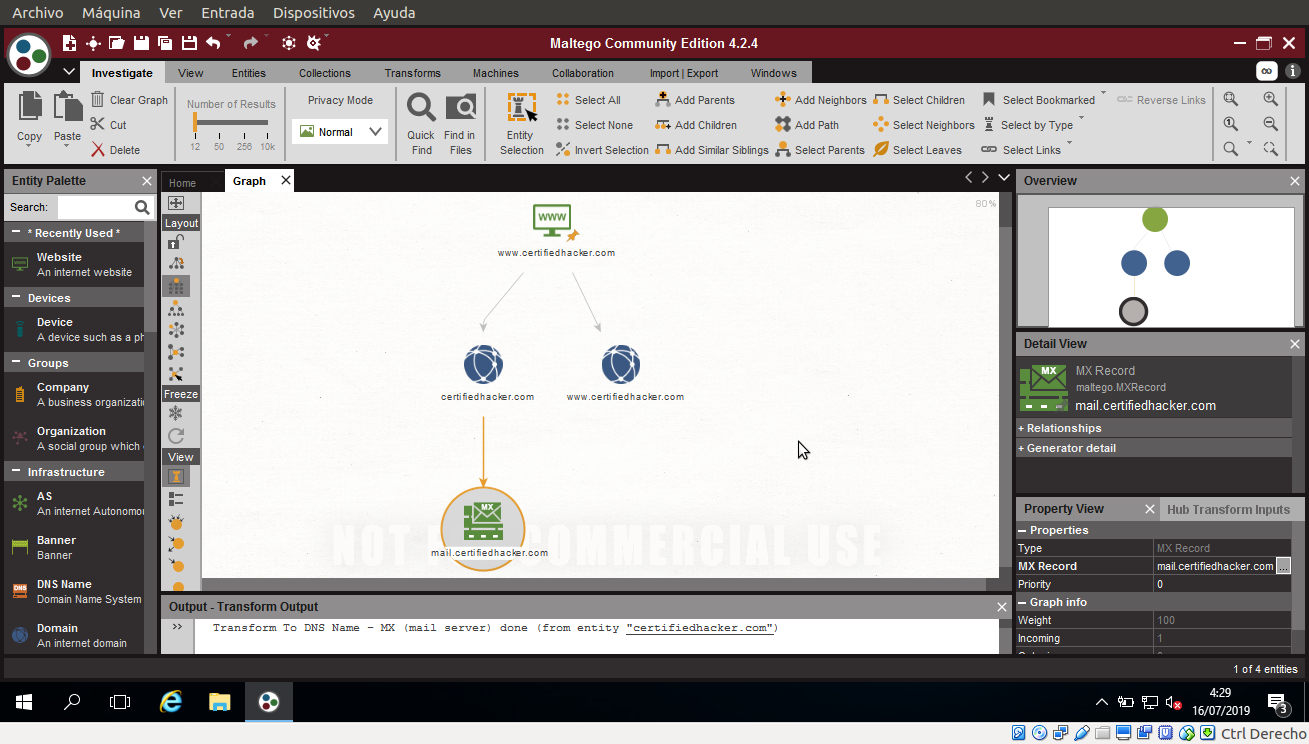 Archivo Máquina Ver Entrada Dispositivos Ayuda
Maltego Community Edition 4.2.4
Investigate View Entities Collections Transforms Machines Collaboration Import | Export Windows
Copy
Paste
Clear Graph
Cut
Delete
Number of Results
12 50 256 10k
Privacy Mode
Normal
Quick Find
Find in Files
Entity Selection
Select All
Select None
Invert Selection
Add Parents
Add Children
Add Similar Siblings
Add Neighbors
Add Path
Select Parents
Select Children
Select Neighbors
Select Leaves
Select Bookmarked
Select by Type
Select Links
Reverse Links
Entity Palette
Search:
* Recently Used *
Website
An internet website
Devices
Device
A device such as a ph
Groups
Company
A business organizati
Organization
A social group which
Infrastructure
AS
An internet Autonomou
Banner
Banner
DNS
DNS Name
Domain Name System
Domain
An internet domain
Home
Graph
Layout
Freeze
View
80%
WWW
www.certifiedhacker.com
certifiedhacker.com
www.certifiedhacker.com
MX
mail.certifiedhacker.com
COMMERCIAL USE
Output - Transform Output
>> Transform To DNS Name - MX (mail server) done (from entity "certifiedhacker.com")
Overview
Detail View
MX
MX Record
maltego.MXRecord
mail.certifiedhacker.com
+ Relationships
+ Generator detail
Property View
Hub Transform Inputs
Properties
Type MX Record
MX Record mail.certifiedhacker.com ...
Priority 0
Graph info
Weight 100
Incoming 1
1 of 4 entities
4:29
16/07/2019
3
Ctrl Derecho